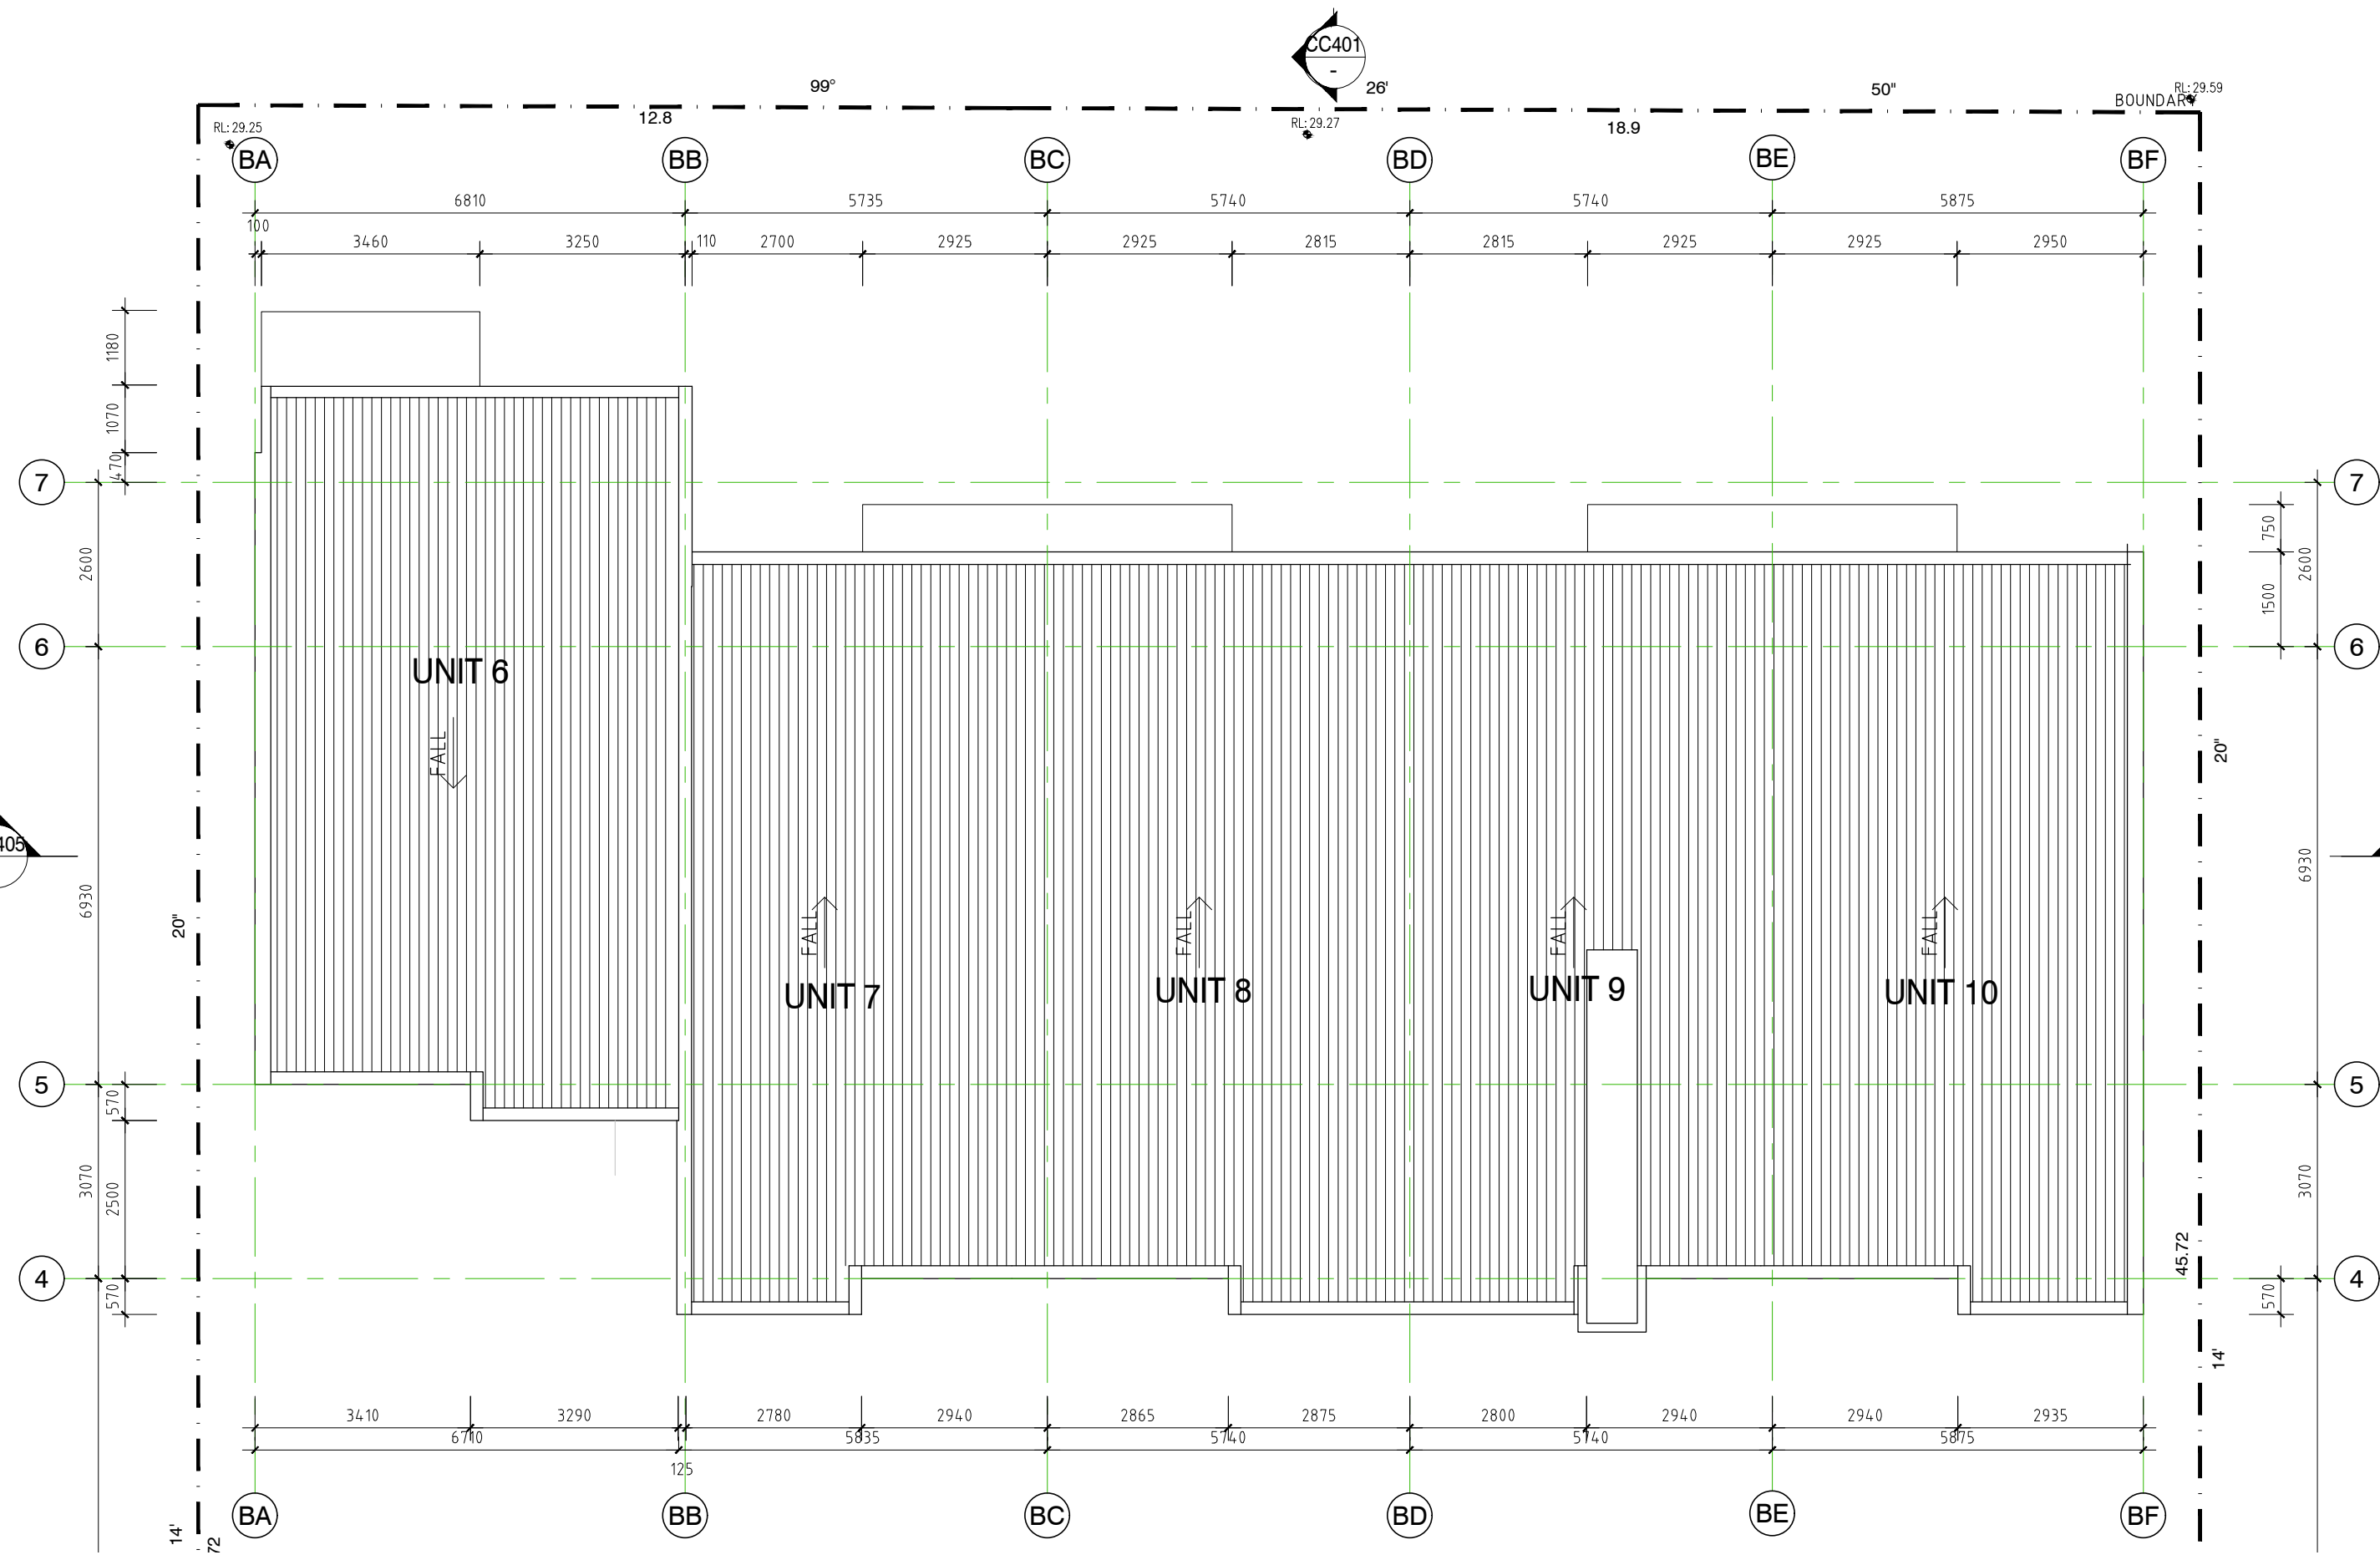 CC401
-
99°
26'
50"
RL: 29.59
BOUNDARY
12.8
RL: 29.27
18.9
RL: 29.25
BA
BB
BC
BD
BE
BF
6810
5735
5740
5740
5875
100
3460
3250
110
2700
2925
2925
2815
2815
2925
2925
2950
1180
1070
470
7
7
750
2600
2600
1500
6
6
UNIT 6
FALL
20"
405
6930
6930
20"
FALL
FALL
FALL
FALL
UNIT 7
UNIT 8
UNIT 9
UNIT 10
5
5
570
3070
2500
3070
45.72
4
4
570
570
14'
3410
3290
2780
2940
2865
2875
2800
2940
2940
2935
6710
5835
5740
5740
5875
125
BA
BB
BC
BD
BE
BF
14'
72